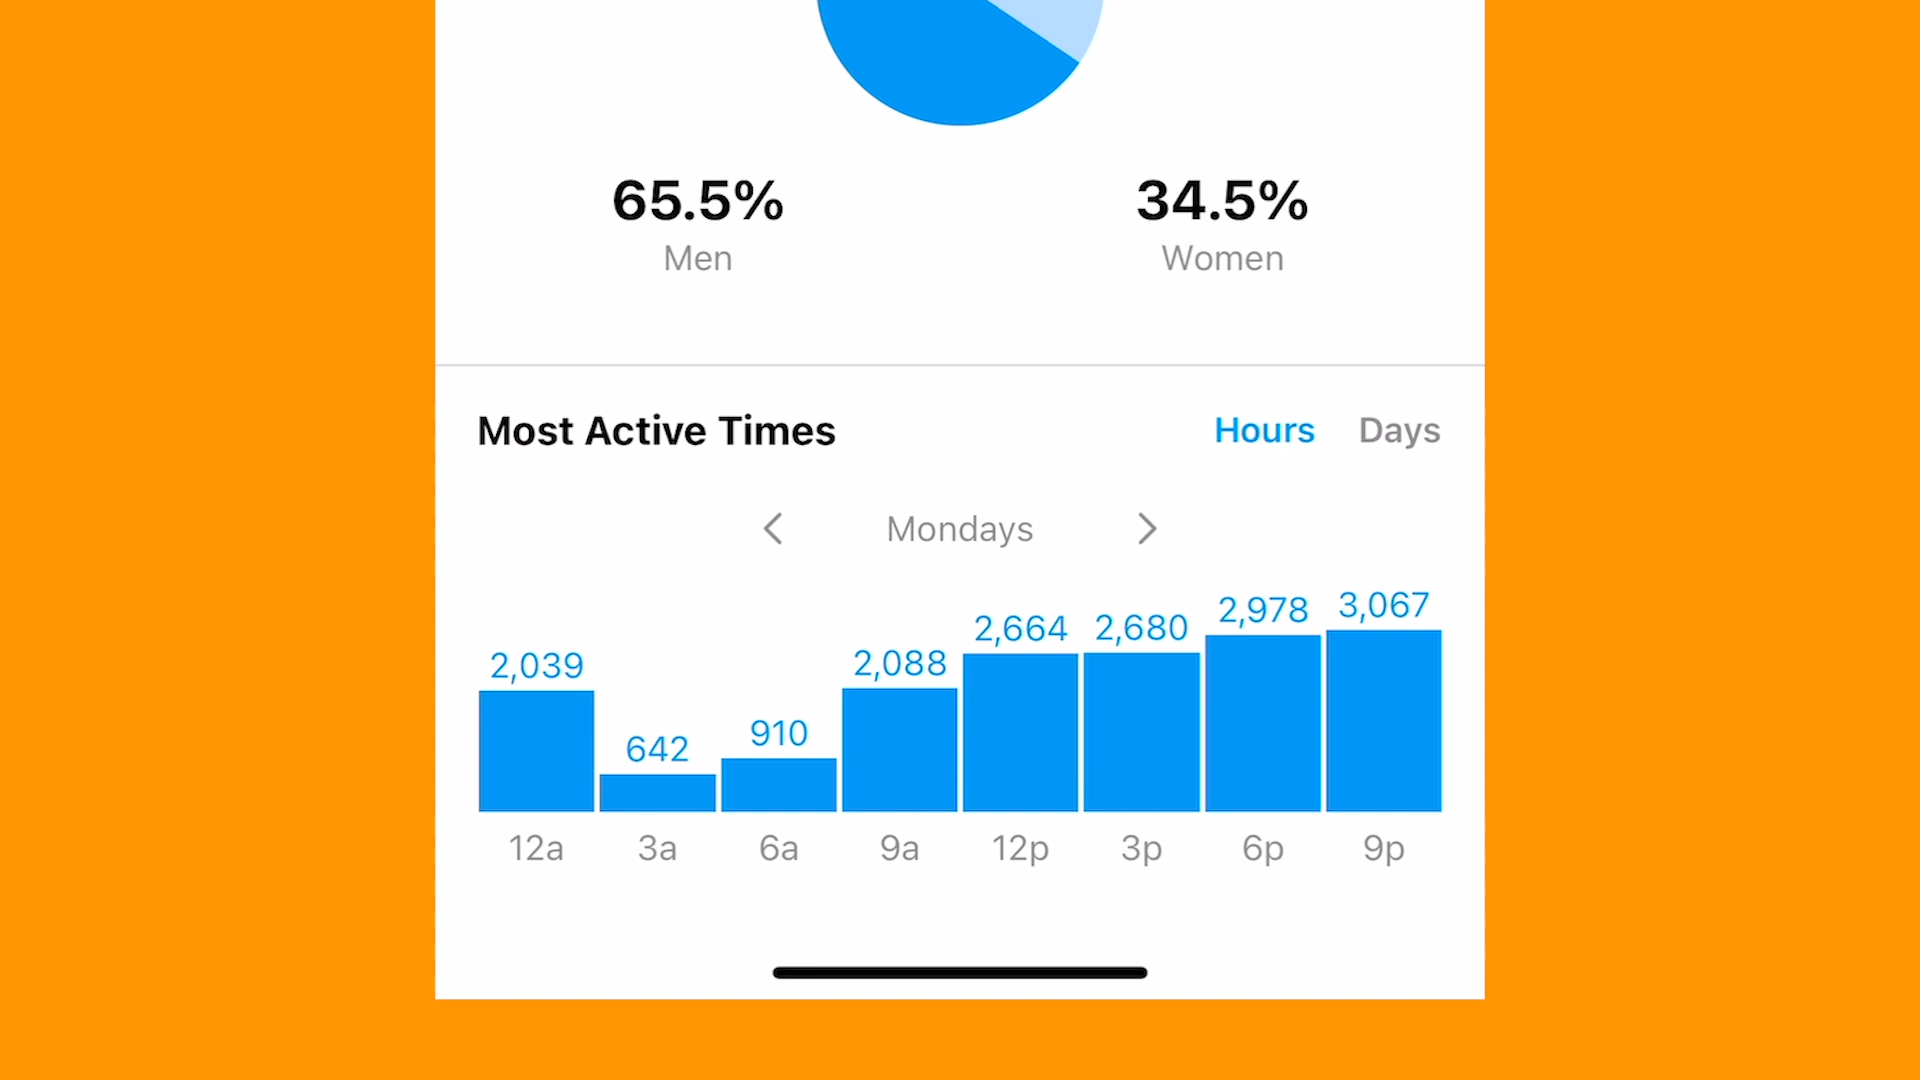 65.5% 34.5%
Men Women
Most Active Times Hours Days
Mondays
2,039 642 910 2,088 2,664 2,680 2,978 3,067
12a 3a 6a 9a 12p 3p 6p 9p